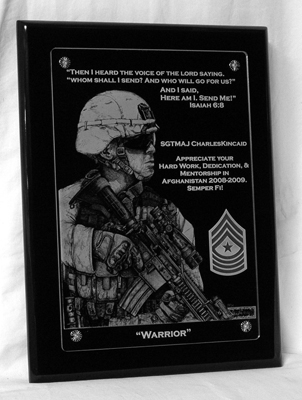 "Then I heard the voice of the lord saying,
"whom shall I send? And who will go for us?"
And I said,
Here am I. Send Me!"
Isaiah 6:8
SGTMAJ CharlesKincaid
Appreciate your
Hard Work, Dedication, &
Mentorship in
Afghanistan 2008-2009.
Semper Fi!
"Warrior"